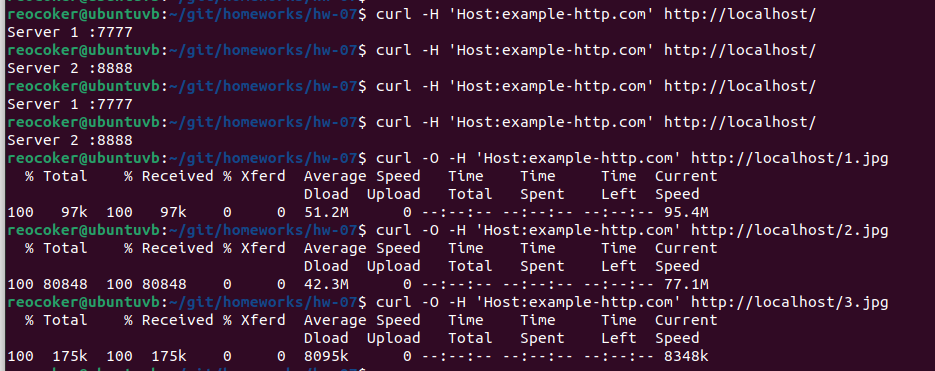 reocoker@ubuntuvb:~/git/homeworks/hw-07$ curl -H 'Host:example-http.com' http://localhost/
Server 1 :7777
reocoker@ubuntuvb:~/git/homeworks/hw-07$ curl -H 'Host:example-http.com' http://localhost/
Server 2 :8888
reocoker@ubuntuvb:~/git/homeworks/hw-07$ curl -H 'Host:example-http.com' http://localhost/
Server 1 :7777
reocoker@ubuntuvb:~/git/homeworks/hw-07$ curl -H 'Host:example-http.com' http://localhost/
Server 2 :8888
reocoker@ubuntuvb:~/git/homeworks/hw-07$ curl -O -H 'Host:example-http.com' http://localhost/1.jpg
  % Total    % Received % Xferd  Average Speed   Time    Time     Time  Current
                                 Dload  Upload   Total   Spent    Left  Speed
100   97k  100   97k    0     0  51.2M      0 --:--:-- --:--:-- --:--:-- 95.4M
reocoker@ubuntuvb:~/git/homeworks/hw-07$ curl -O -H 'Host:example-http.com' http://localhost/2.jpg
  % Total    % Received % Xferd  Average Speed   Time    Time     Time  Current
                                 Dload  Upload   Total   Spent    Left  Speed
100 80848  100 80848    0     0  42.3M      0 --:--:-- --:--:-- --:--:-- 77.1M
reocoker@ubuntuvb:~/git/homeworks/hw-07$ curl -O -H 'Host:example-http.com' http://localhost/3.jpg
  % Total    % Received % Xferd  Average Speed   Time    Time     Time  Current
                                 Dload  Upload   Total   Spent    Left  Speed
100  175k  100  175k    0     0  8095k      0 --:--:-- --:--:-- --:--:-- 8348k